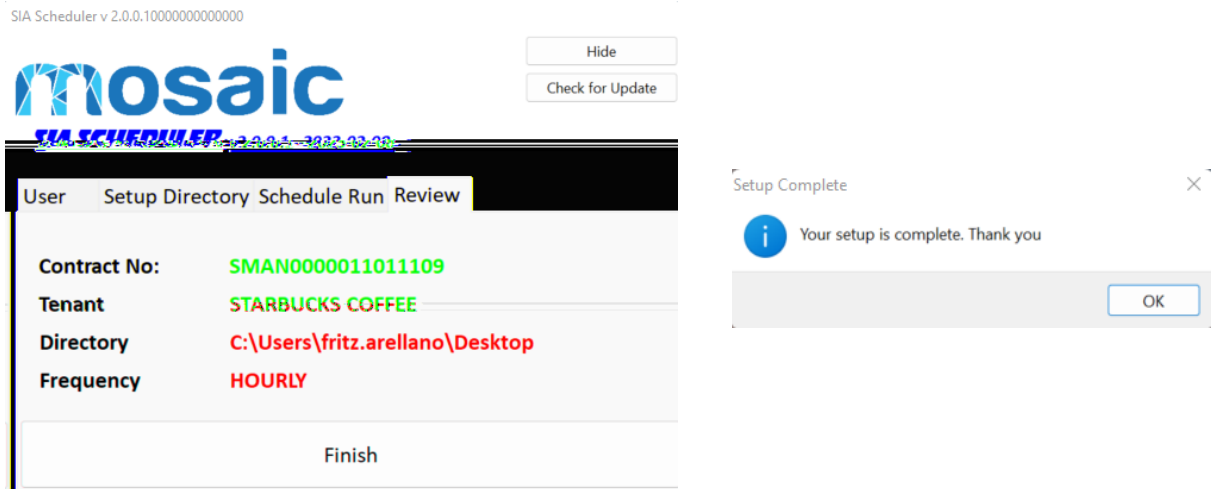 SIA Scheduler v 2.0.0.10000000000000
mosaic
Hide
Check for Update
SIA SCHEDULER
User Setup Directory Schedule Run Review
Contract No: SMAN0000011011109
Tenant STARBUCKS COFFEE
Directory C:\Users\fritz.arellano\Desktop
Frequency HOURLY
Finish
Setup Complete
Your setup is complete. Thank you
OK